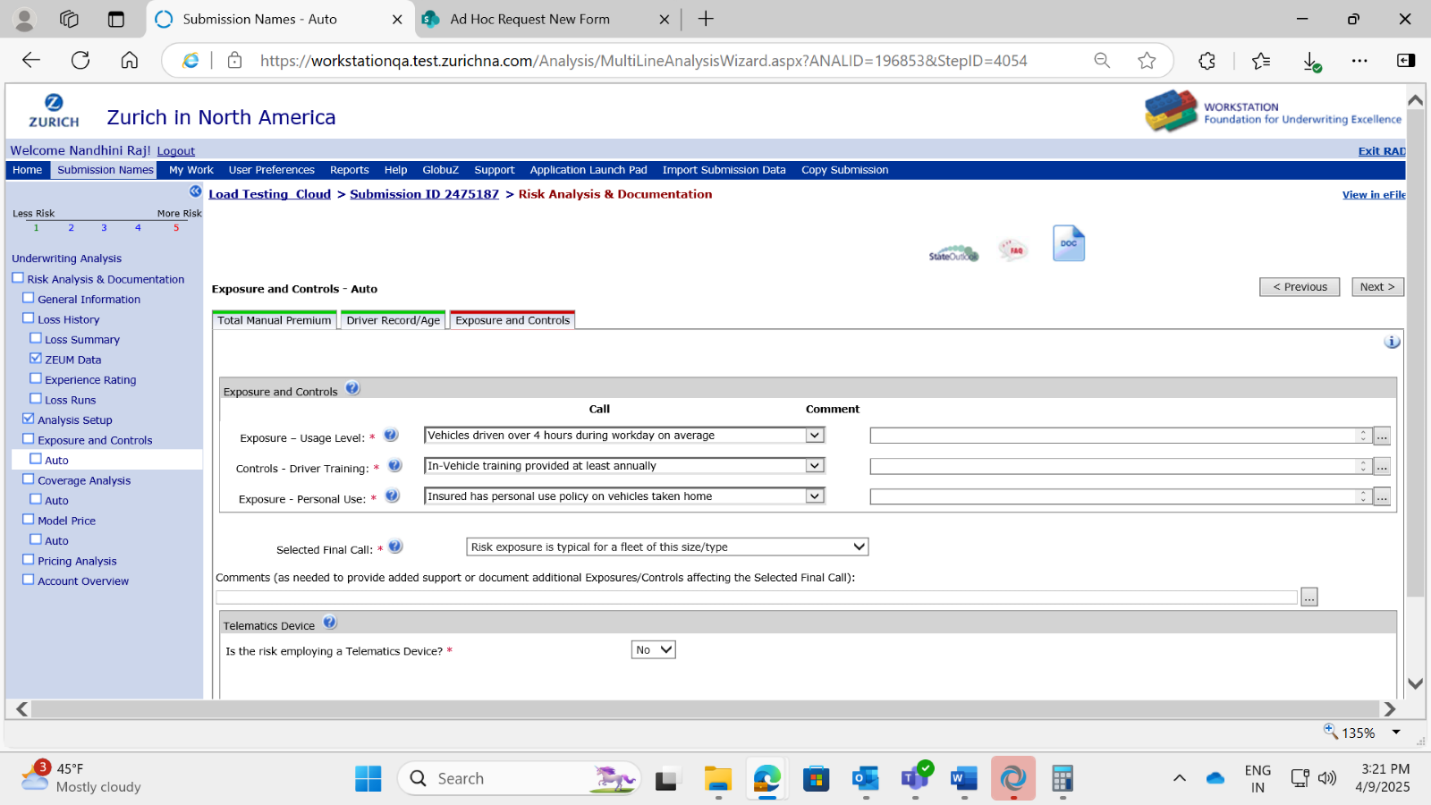 Submission Names - Auto
Ad Hoc Request New Form
https://workstationqa.test.zurichna.com/Analysis/MultiLineAnalysisWizard.aspx?ANALID=196853&StepID=4054
ZURICH
Zurich in North America
WORKSTATION
Foundation for Underwriting Excellence
Welcome Nandhini Raj! Logout
Exit RAD
Home Submission Names My Work User Preferences Reports Help GlobuZ Support Application Launch Pad Import Submission Data Copy Submission
Load Testing_Cloud > Submission ID 2475187 > Risk Analysis & Documentation
View in eFile
Less Risk More Risk
1 2 3 4 5
StateOutlook
FAQ
DOC
Underwriting Analysis
Risk Analysis & Documentation
General Information
Loss History
Loss Summary
ZEUM Data
Experience Rating
Loss Runs
Analysis Setup
Exposure and Controls
Auto
Coverage Analysis
Auto
Model Price
Auto
Pricing Analysis
Account Overview
Exposure and Controls - Auto
< Previous Next >
Total Manual Premium Driver Record/Age Exposure and Controls
Exposure and Controls
Call Comment
Exposure – Usage Level: * Vehicles driven over 4 hours during workday on average ...
Controls - Driver Training: * In-Vehicle training provided at least annually ...
Exposure - Personal Use: * Insured has personal use policy on vehicles taken home ...
Selected Final Call: * Risk exposure is typical for a fleet of this size/type
Comments (as needed to provide added support or document additional Exposures/Controls affecting the Selected Final Call):
...
Telematics Device
Is the risk employing a Telematics Device? * No
135%
3
45°F
Mostly cloudy
Search
ENG
IN
3:21 PM
4/9/2025